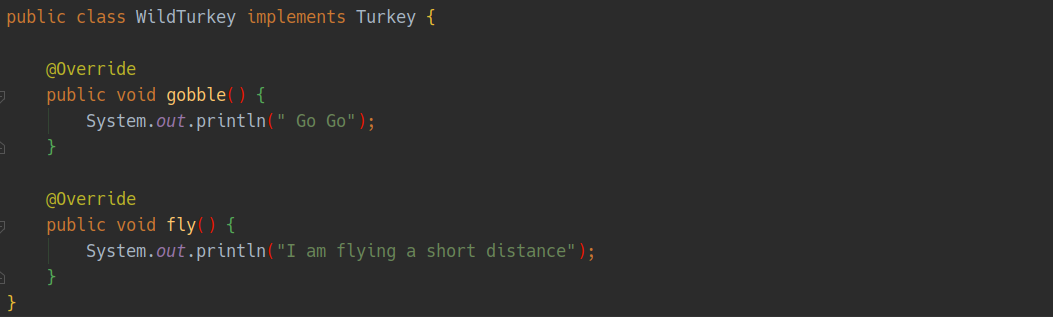 public class WildTurkey implements Turkey {
@Override
public void gobble() {
System.out.println(" Go Go");
}
@Override
public void fly() {
System.out.println("I am flying a short distance");
}
}